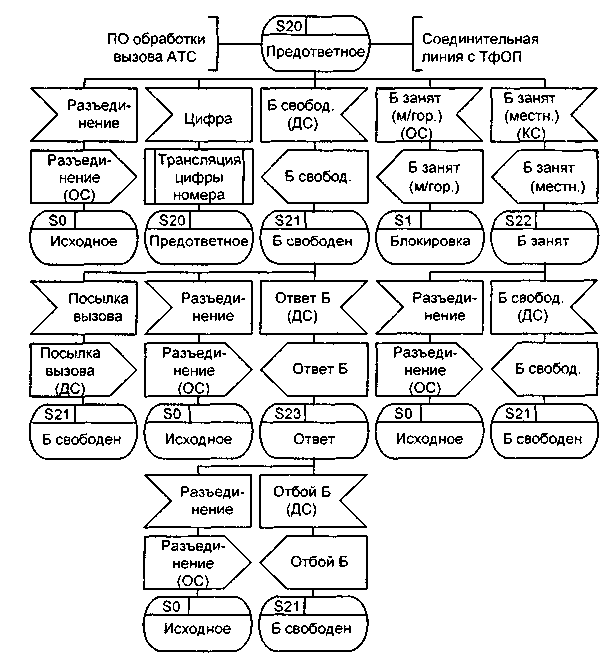 S20
ПО обработки
вызова АТС
Предответное
Соединительная
линия с ТфОП
Разъеди-
нение
Цифра
Б свобод.
(ДС)
Б занят
(м/гор.)
(ОС)
Б занят
(местн.)
(КС)
Разъеди-
нение
(ОС)
Трансляция
цифры
номера
Б свобод.
Б занят
(м/гор.)
Б занят
(местн.)
S0
Исходное
S20
Предответное
S21
Б свободен
S1
Блокировка
S22
Б занят
Посылка
вызова
Разъеди-
нение
Ответ Б
(ДС)
Разъеди-
нение
Б свобод.
(ДС)
Посылка
вызова
(ДС)
Разъеди-
нение
(ОС)
Ответ Б
Разъеди-
нение
(ОС)
Б свобод.
S21
Б свободен
S0
Исходное
S23
Ответ
S0
Исходное
S21
Б свободен
Разъеди-
нение
Отбой Б
(ДС)
Разъеди-
нение
(ОС)
Отбой Б
S0
Исходное
S21
Б свободен